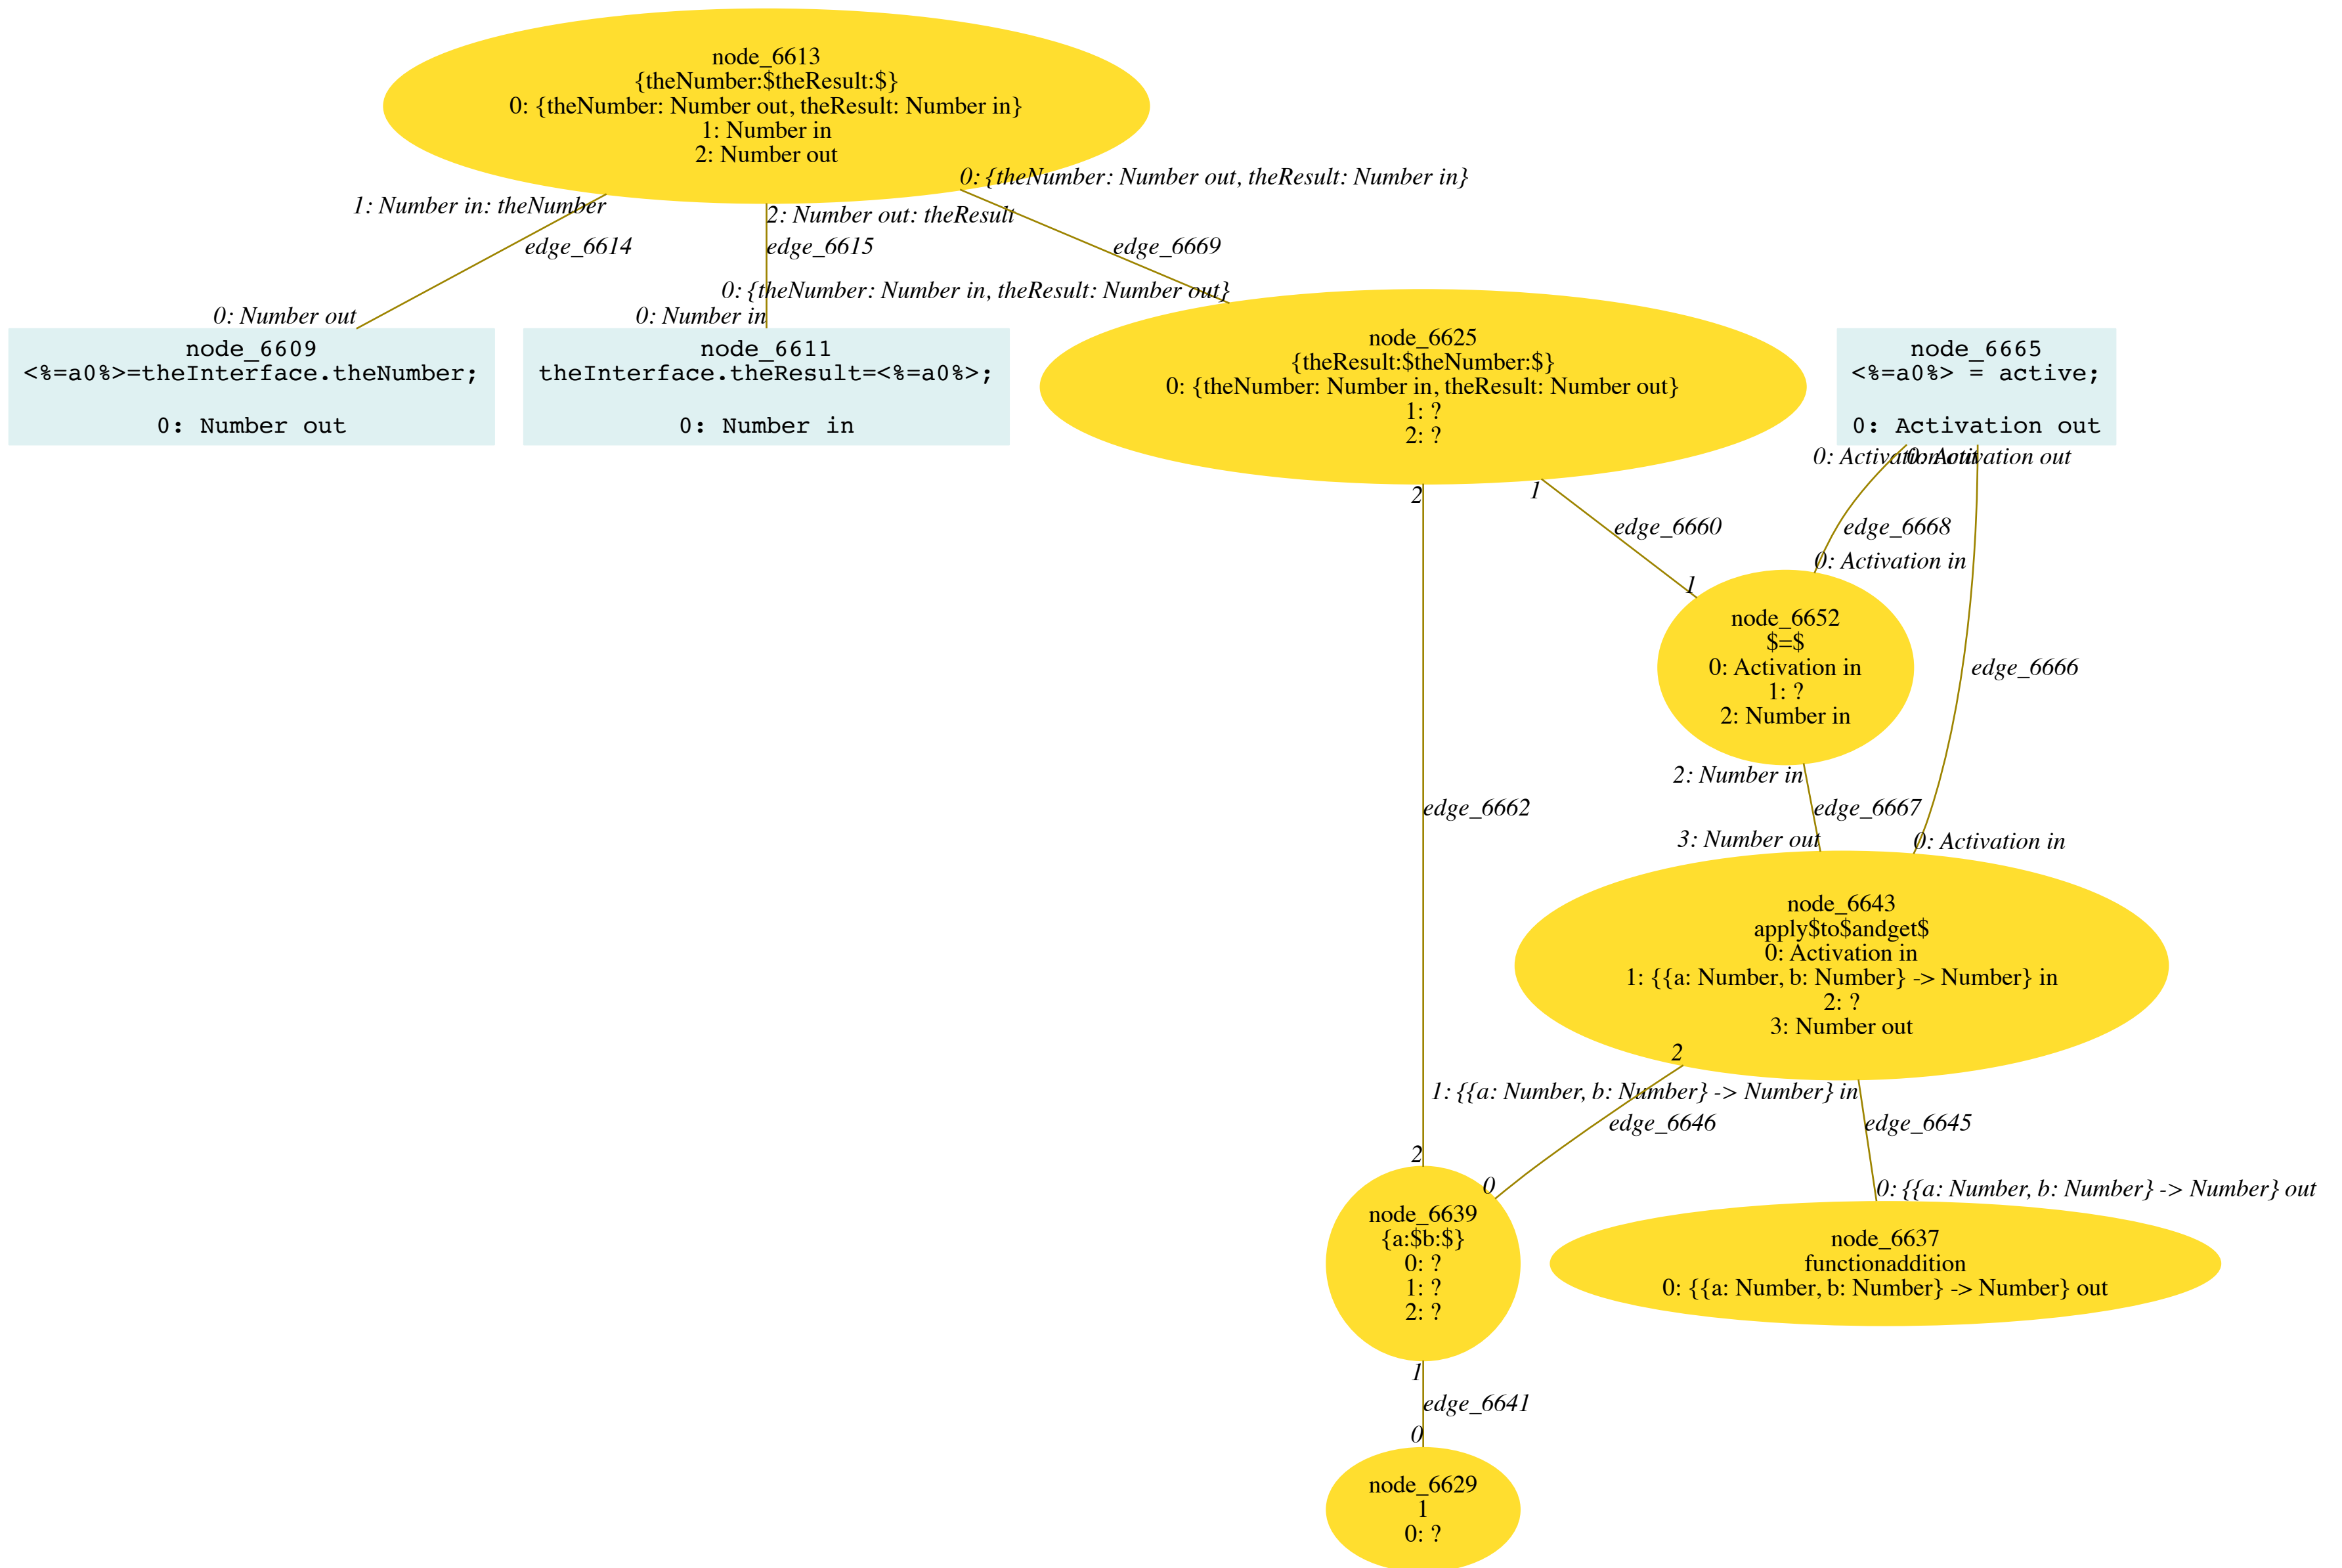 node_6613
{theNumber:$theResult:$}
0: {theNumber: Number out, theResult: Number in}
1: Number in
2: Number out
0: {theNumber: Number out, theResult: Number in}
1: Number in: theNumber
2: Number out: theResult
edge_6614
edge_6615
edge_6669
0: {theNumber: Number in, theResult: Number out}
0: Number out
0: Number in
node_6609
<%=a0%>=theInterface.theNumber;
0: Number out
node_6611
theInterface.theResult=<%=a0%>;
0: Number in
node_6625
{theResult:$theNumber:$}
0: {theNumber: Number in, theResult: Number out}
1: ?
2: ?
node_6665
<%=a0%> = active;
0: Activation out
0: Activation out
0: Activation out
2
1
edge_6660
edge_6668
0: Activation in
1
node_6652
$=$
0: Activation in
1: ?
2: Number in
edge_6666
2: Number in
edge_6662
edge_6667
3: Number out
0: Activation in
node_6643
apply$to$andget$
0: Activation in
1: {{a: Number, b: Number} -> Number} in
2: ?
3: Number out
2
1: {{a: Number, b: Number} -> Number} in
edge_6646
edge_6645
2
0
0: {{a: Number, b: Number} -> Number} out
node_6639
{a:$b:$}
0: ?
1: ?
2: ?
node_6637
functionaddition
0: {{a: Number, b: Number} -> Number} out
1
edge_6641
0
node_6629
1
0: ?